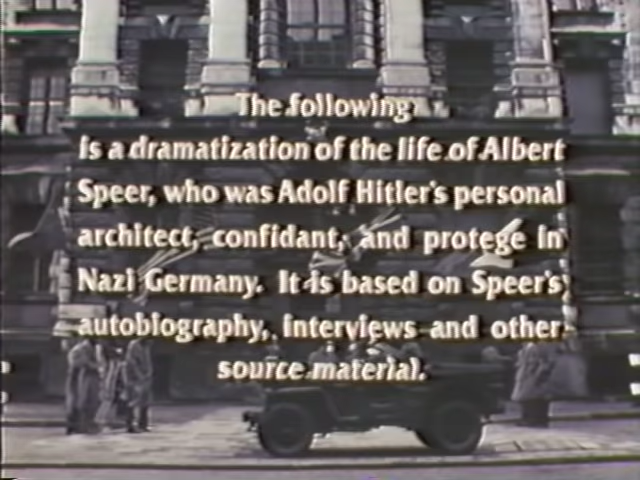 The following
is a dramatization of the life of Albert
Speer, who was Adolf Hitler's personal
architect, confidant, and protege in
Nazi Germany. It is based on Speer's
autobiography, interviews and other
source material.